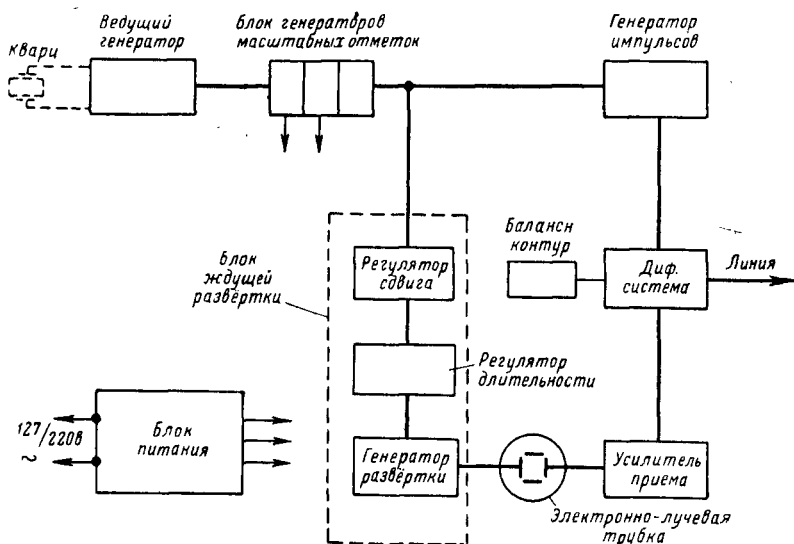 Кварц
Ведущий
генератор
Блок генератвров
масштабных отметок
Генератор
импульсов
Блок
ждущей
развёртки
Регулятор
сдвига
Балансн
контур
Диф.
система
Линия
Регулятор
длительности
127/220в
~
Блок
питания
Генератор
развёртки
Усилитель
приема
Электронно-лучевая
трубка